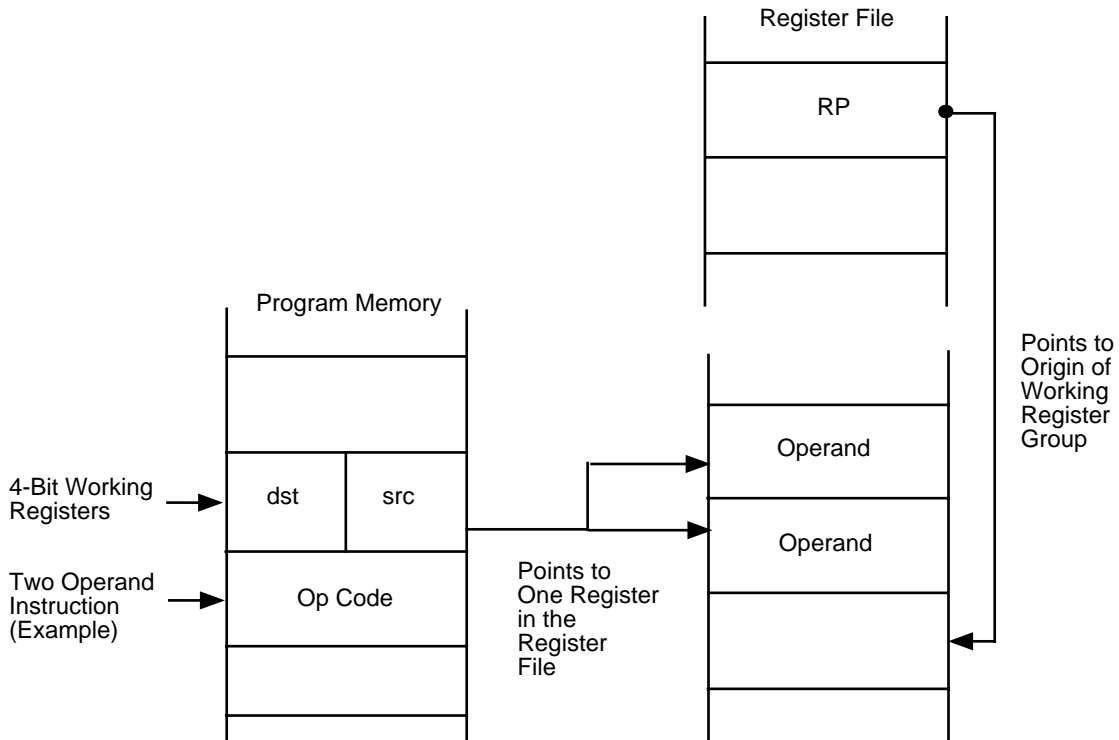 Register File
RP
Program Memory
Points to
Origin of
Working
Register
Group
Operand
4-Bit Working
Registers
dst
src
Operand
Two Operand
Instruction
(Example)
Op Code
Points to
One Register
in the
Register
File